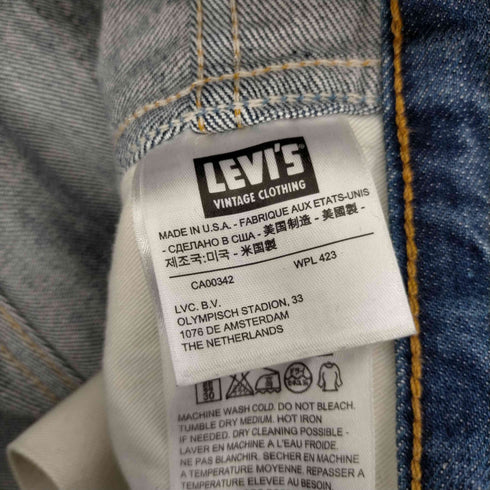 LEVI'S
VINTAGE CLOTHING
MADE IN U.S.A. - FABRIQUE AUX ETATS-UNIS
- СДЕЛАНО В США - 美国制造 - 美國製 -
제조국:미국 - 米国製 -
CA00342 WPL 423
LVC. B.V.
OLYMPISCH STADION, 33
1076 DE AMSTERDAM
THE NETHERLANDS
MACHINE WASH COLD. DO NOT BLEACH.
TUMBLE DRY MEDIUM. HOT IRON
IF NEEDED. DRY CLEANING POSSIBLE -
LAVER EN MACHINE A L'EAU FROIDE.
NE PAS BLANCHIR. SECHER EN MACHINE
A TEMPERATURE MOYENNE. REPASSER A
TEMPERATURE ELEVEE AU BESOIN.